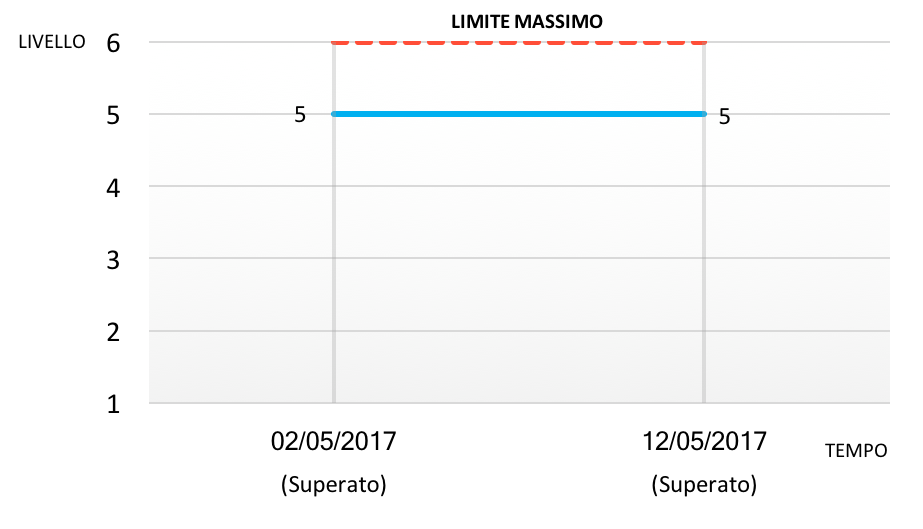 LIMITE MASSIMO
LIVELLO 6
5 5 5
4
3
2
1
02/05/2017 12/05/2017 TEMPO
(Superato) (Superato)